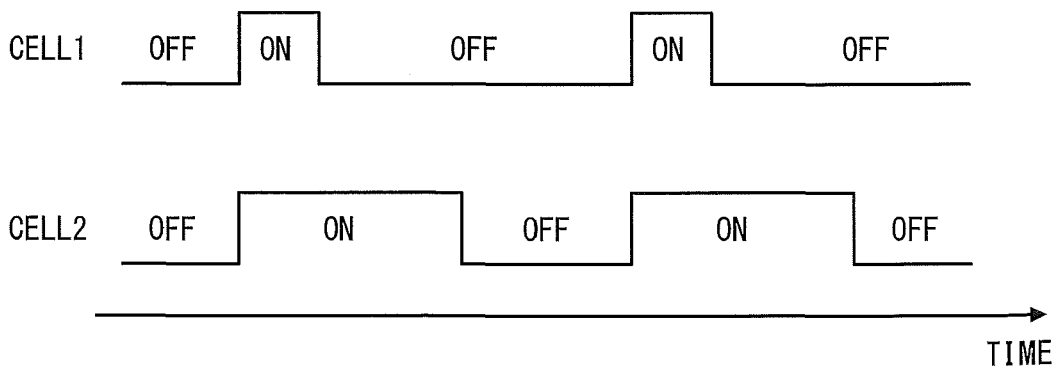 CELL1 OFF ON OFF ON OFF
CELL2 OFF ON OFF ON OFF
TIME